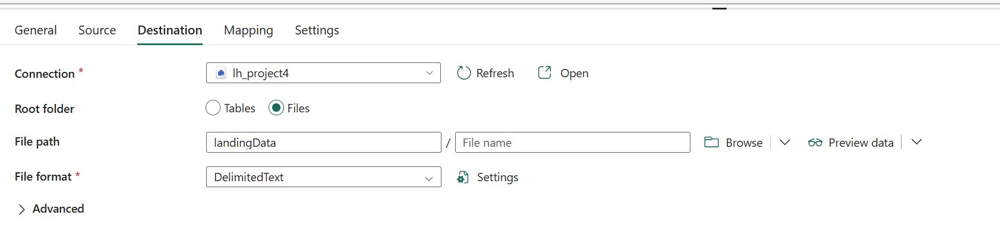 General Source Destination Mapping Settings
Connection * lh_project4 Refresh Open
Root folder Tables Files
File path landingData / File name Browse Preview data
File format * DelimitedText Settings
Advanced